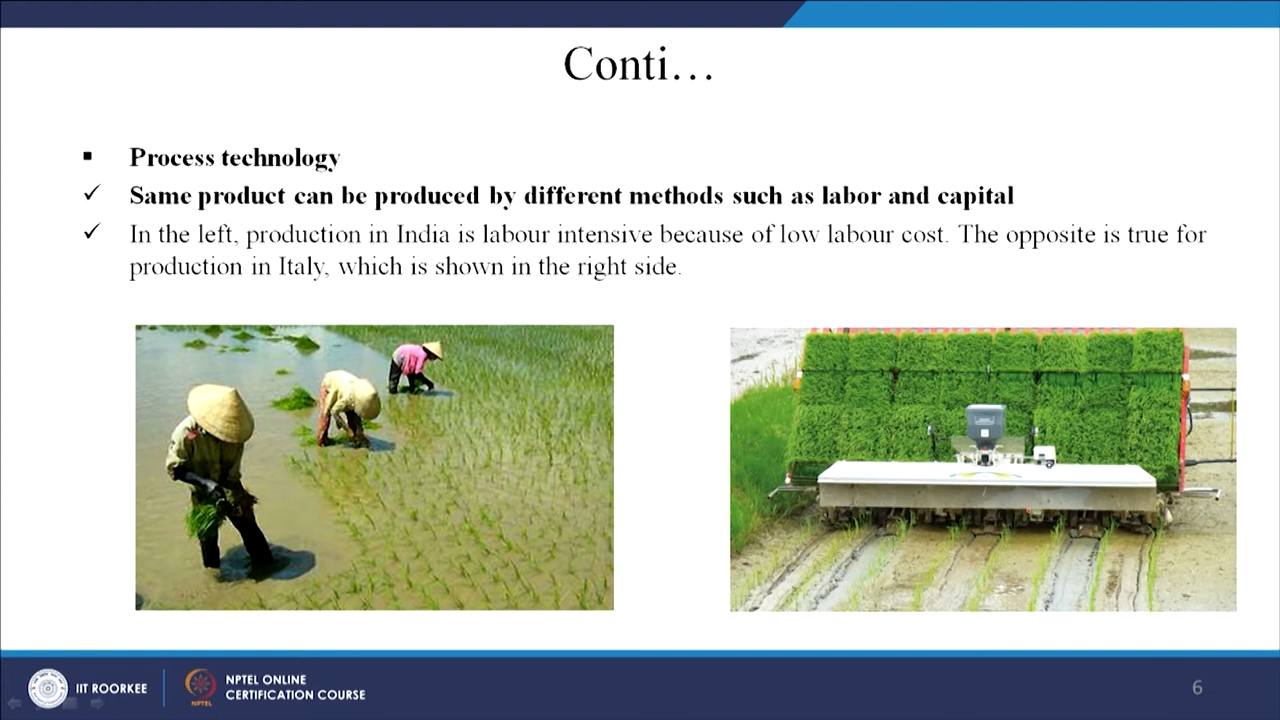 Conti…
Process technology
Same product can be produced by different methods such as labor and capital
In the left, production in India is labour intensive because of low labour cost. The opposite is true for
production in Italy, which is shown in the right side.
IIT ROORKEE
NPTEL
NPTEL ONLINE
CERTIFICATION COURSE
6